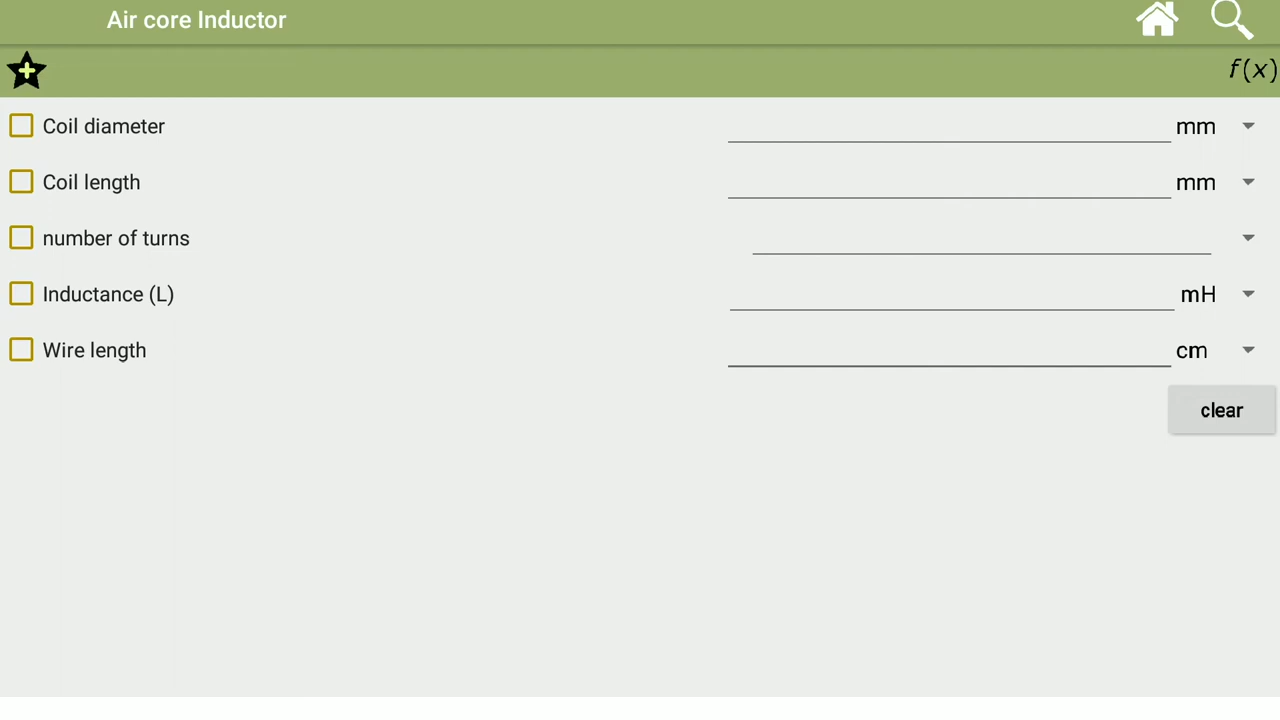 Air core Inductor
f(x)
Coil diameter mm
Coil length mm
number of turns
Inductance (L) mH
Wire length cm
clear